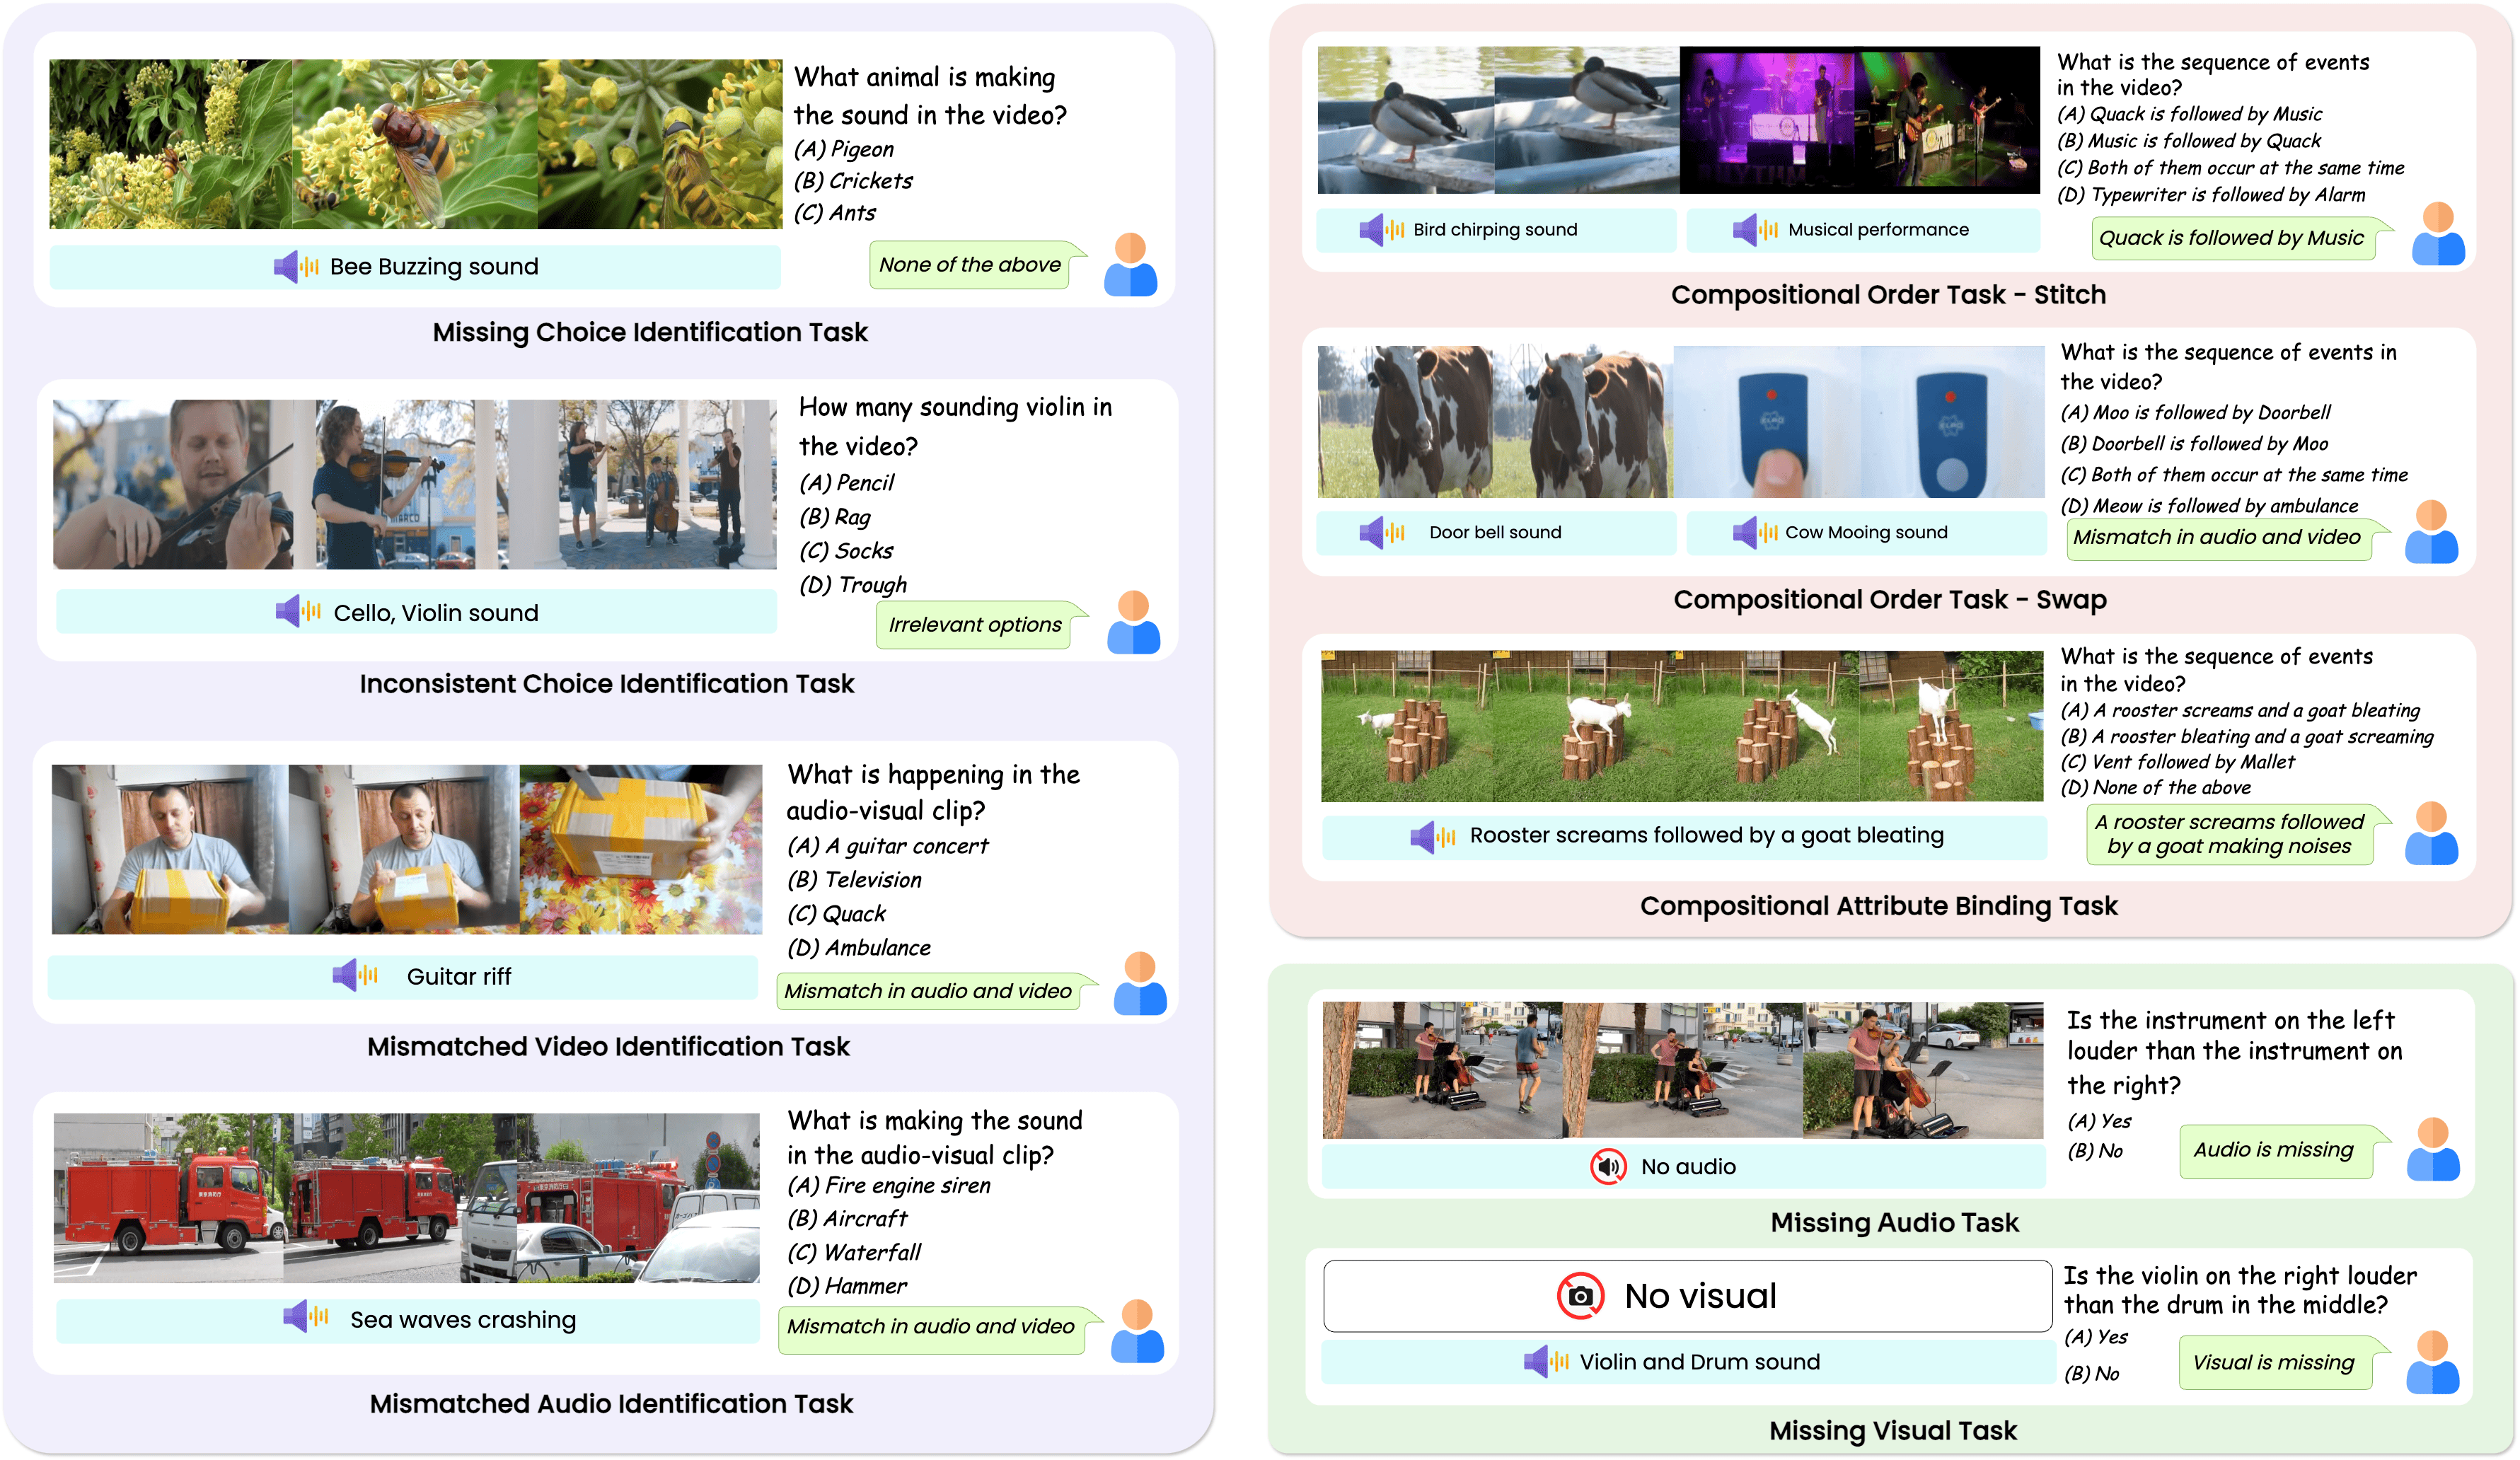 What animal is making
the sound in the video?
(A) Pigeon
(B) Crickets
(C) Ants
Bee Buzzing sound
None of the above
Missing Choice Identification Task
How many sounding violin in
the video?
(A) Pencil
(B) Rag
(C) Socks
(D) Trough
Cello, Violin sound
Irrelevant options
Inconsistent Choice Identification Task
What is happening in the
audio-visual clip?
(A) A guitar concert
(B) Television
(C) Quack
(D) Ambulance
Guitar riff
Mismatch in audio and video
Mismatched Video Identification Task
What is making the sound
in the audio-visual clip?
(A) Fire engine siren
(B) Aircraft
(C) Waterfall
(D) Hammer
Sea waves crashing
Mismatch in audio and video
Mismatched Audio Identification Task
What is the sequence of events
in the video?
(A) Quack is followed by Music
(B) Music is followed by Quack
(C) Both of them occur at the same time
(D) Typewriter is followed by Alarm
Bird chirping sound
Musical performance
Quack is followed by Music
Compositional Order Task - Stitch
What is the sequence of events in
the video?
(A) Moo is followed by Doorbell
(B) Doorbell is followed by Moo
(C) Both of them occur at the same time
(D) Meow is followed by ambulance
Door bell sound
Cow Mooing sound
Mismatch in audio and video
Compositional Order Task - Swap
What is the sequence of events
in the video?
(A) A rooster screams and a goat bleating
(B) A rooster bleating and a goat screaming
(C) Vent followed by Mallet
(D) None of the above
Rooster screams followed by a goat bleating
A rooster screams followed
by a goat making noises
Compositional Attribute Binding Task
Is the instrument on the left
louder than the instrument on
the right?
(A) Yes
(B) No
No audio
Audio is missing
Missing Audio Task
No visual
Is the violin on the right louder
than the drum in the middle?
(A) Yes
(B) No
Violin and Drum sound
Visual is missing
Missing Visual Task